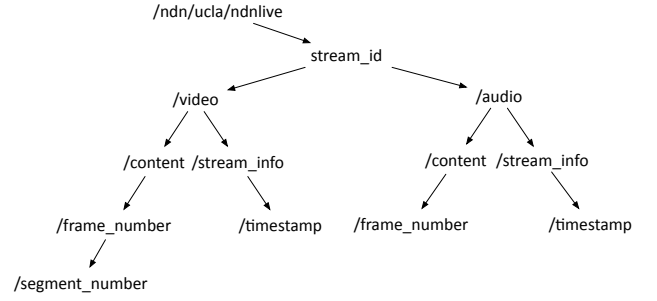 /ndn/ucla/ndnlive
stream_id
/video
/audio
/content /stream_info
/content /stream_info
/frame_number
/timestamp
/frame_number
/timestamp
/segment_number